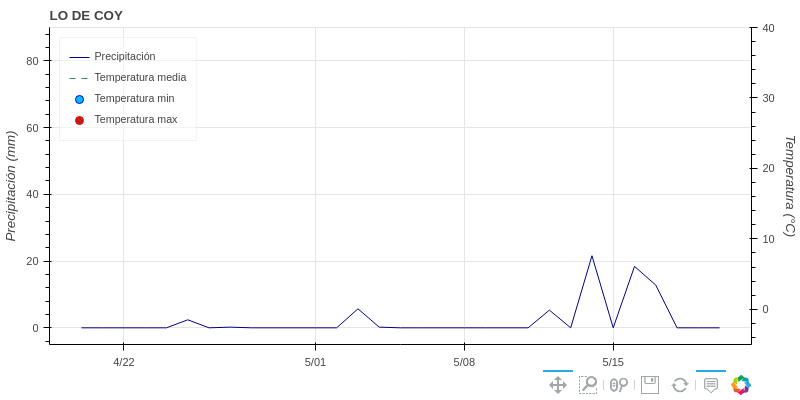 LO DE COY
Precipitación
Temperatura media
Temperatura min
Temperatura max
Precipitación (mm)
80
60
40
20
0
Temperatura (°C)
40
30
20
10
0
4/22 5/01 5/08 5/15